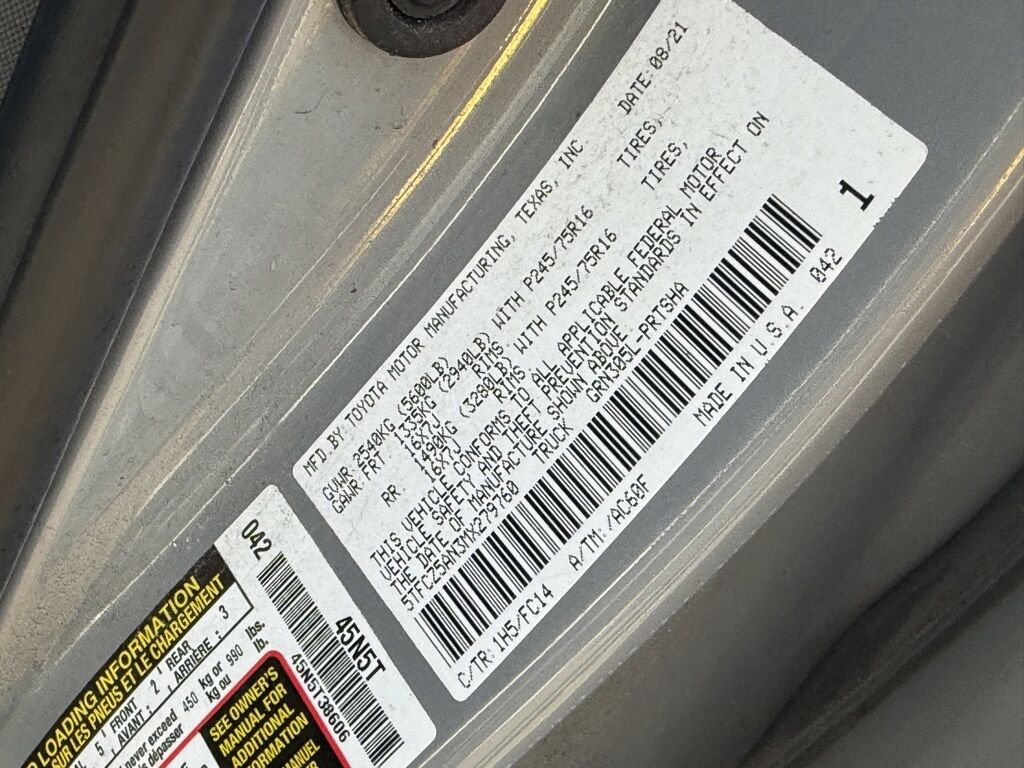 MFD. BY: TOYOTA MOTOR MANUFACTURING, TEXAS, INC DATE: 08/21
GVWR 2540KG (5600LB)
GAWR FRT 1335KG (2940LB) WITH P245/75R16 TIRES,
16X7J RIMS,
RR 1490KG (3280LB) WITH P245/75R16 TIRES,
16X7J RIMS,
THIS VEHICLE CONFORMS TO ALL APPLICABLE FEDERAL MOTOR
VEHICLE SAFETY AND THEFT PREVENTION STANDARDS IN EFFECT ON
THE DATE OF MANUFACTURE SHOWN ABOVE.
5TFCZ5AN3MX279760 TRUCK GRN305L-PRTSHA
C/TR: 1H5/FC14 A/TM: /AC60F MADE IN U.S.A. 042
1
042
45N5T
45N5T38606
LOADING INFORMATION
SUR LES PNEUS ET LE CHARGEMENT
5 FRONT AVANT : 2 REAR ARRIÈRE : 3
never exceed 450 kg or 990 lbs.
dépasser kg ou lb.
SEE OWNER'S
MANUAL FOR
ADDITIONAL
INFORMATION
MANUEL